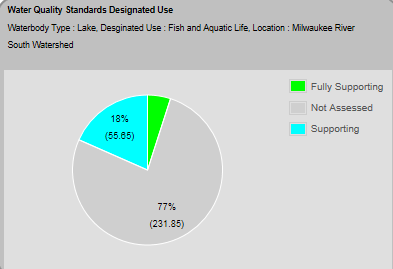 Water Quality Standards Designated Use
Waterbody Type : Lake, Desginated Use : Fish and Aquatic Life, Location : Milwaukee River
South Watershed
Fully Supporting
Not Assessed
Supporting
18%
(55.65)
77%
(231.85)